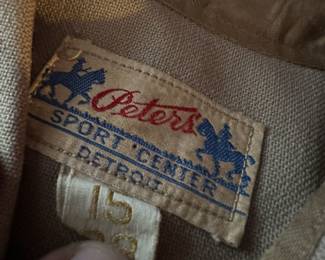 Peters
SPORT CENTER
DETROIT
15